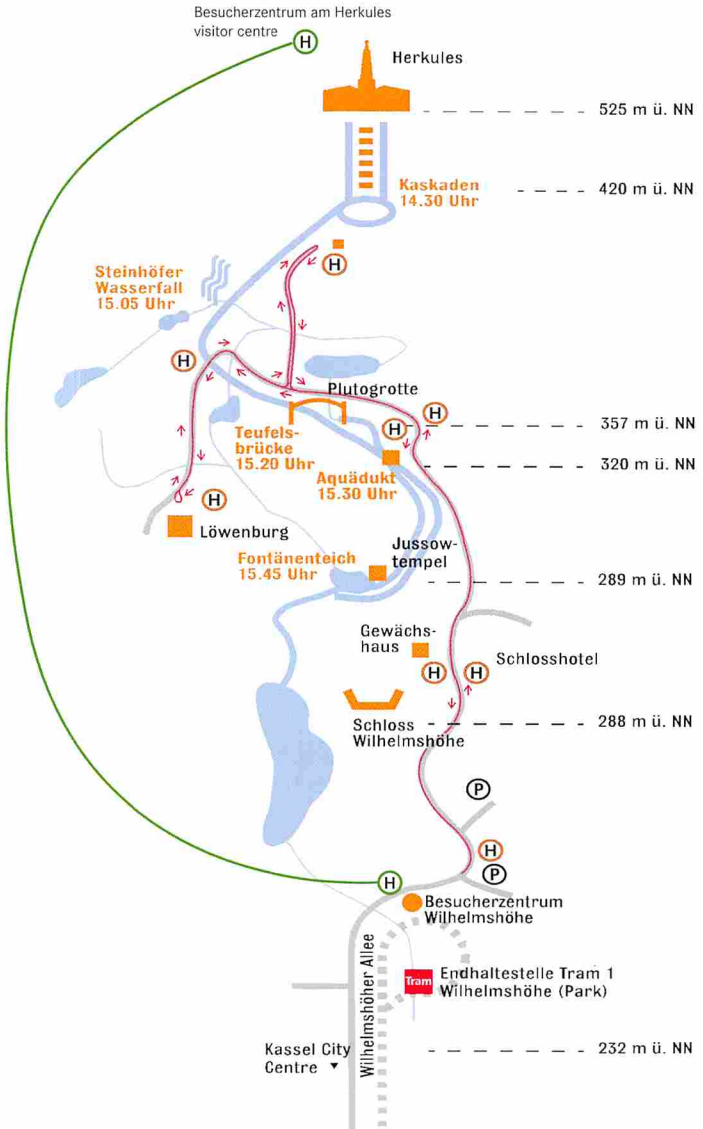 Besucherzentrum am Herkules
visitor centre
H
Herkules
525 m ü. NN
Kaskaden
14.30 Uhr
420 m ü. NN
H
Steinhöfer
Wasserfall
15.05 Uhr
H
Plutogrotte
H
H
357 m ü. NN
Teufels-
brücke
15.20 Uhr
Aquädukt
15.30 Uhr
320 m ü. NN
H
Löwenburg
Fontänenteich
15.45 Uhr
Jussow-
tempel
289 m ü. NN
Gewächs-
haus
H
H
Schlosshotel
Schloss
Wilhelmshöhe
288 m ü. NN
P
H
P
H
Besucherzentrum
Wilhelmshöhe
Wilhelmshöher Allee
Tram
Endhaltestelle Tram 1
Wilhelmshöhe (Park)
Kassel City
Centre
232 m ü. NN